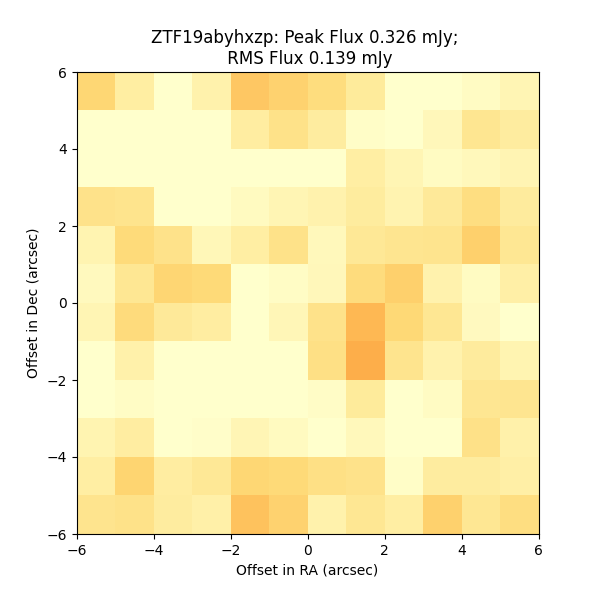 ZTF19abyhxzp: Peak Flux 0.326 mJy;
RMS Flux 0.139 mJy
6
4
2
0
−2
−4
−6
Offset in Dec (arcsec)
−6 −4 −2 0 2 4 6
Offset in RA (arcsec)